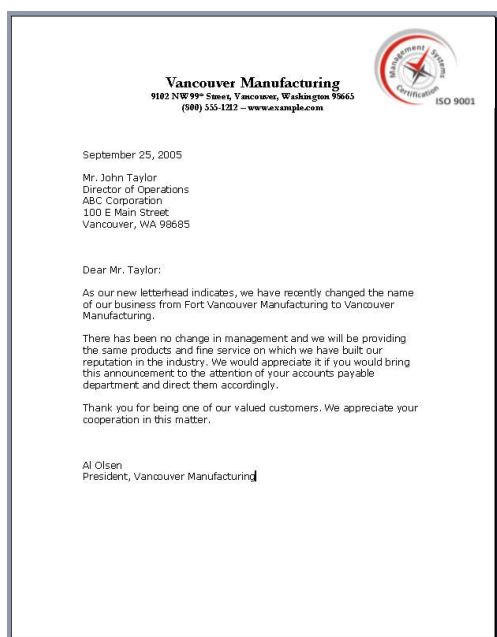 Management Systems Certification
ISO 9001
Vancouver Manufacturing
9102 NW 99th Street, Vancouver, Washington 98665
(800) 555-1212 – www.example.com
September 25, 2005
Mr. John Taylor
Director of Operations
ABC Corporation
100 E Main Street
Vancouver, WA 98685
Dear Mr. Taylor:
As our new letterhead indicates, we have recently changed the name
of our business from Fort Vancouver Manufacturing to Vancouver
Manufacturing.
There has been no change in management and we will be providing
the same products and fine service on which we have built our
reputation in the industry. We would appreciate it if you would bring
this announcement to the attention of your accounts payable
department and direct them accordingly.
Thank you for being one of our valued customers. We appreciate your
cooperation in this matter.
Al Olsen
President, Vancouver Manufacturing